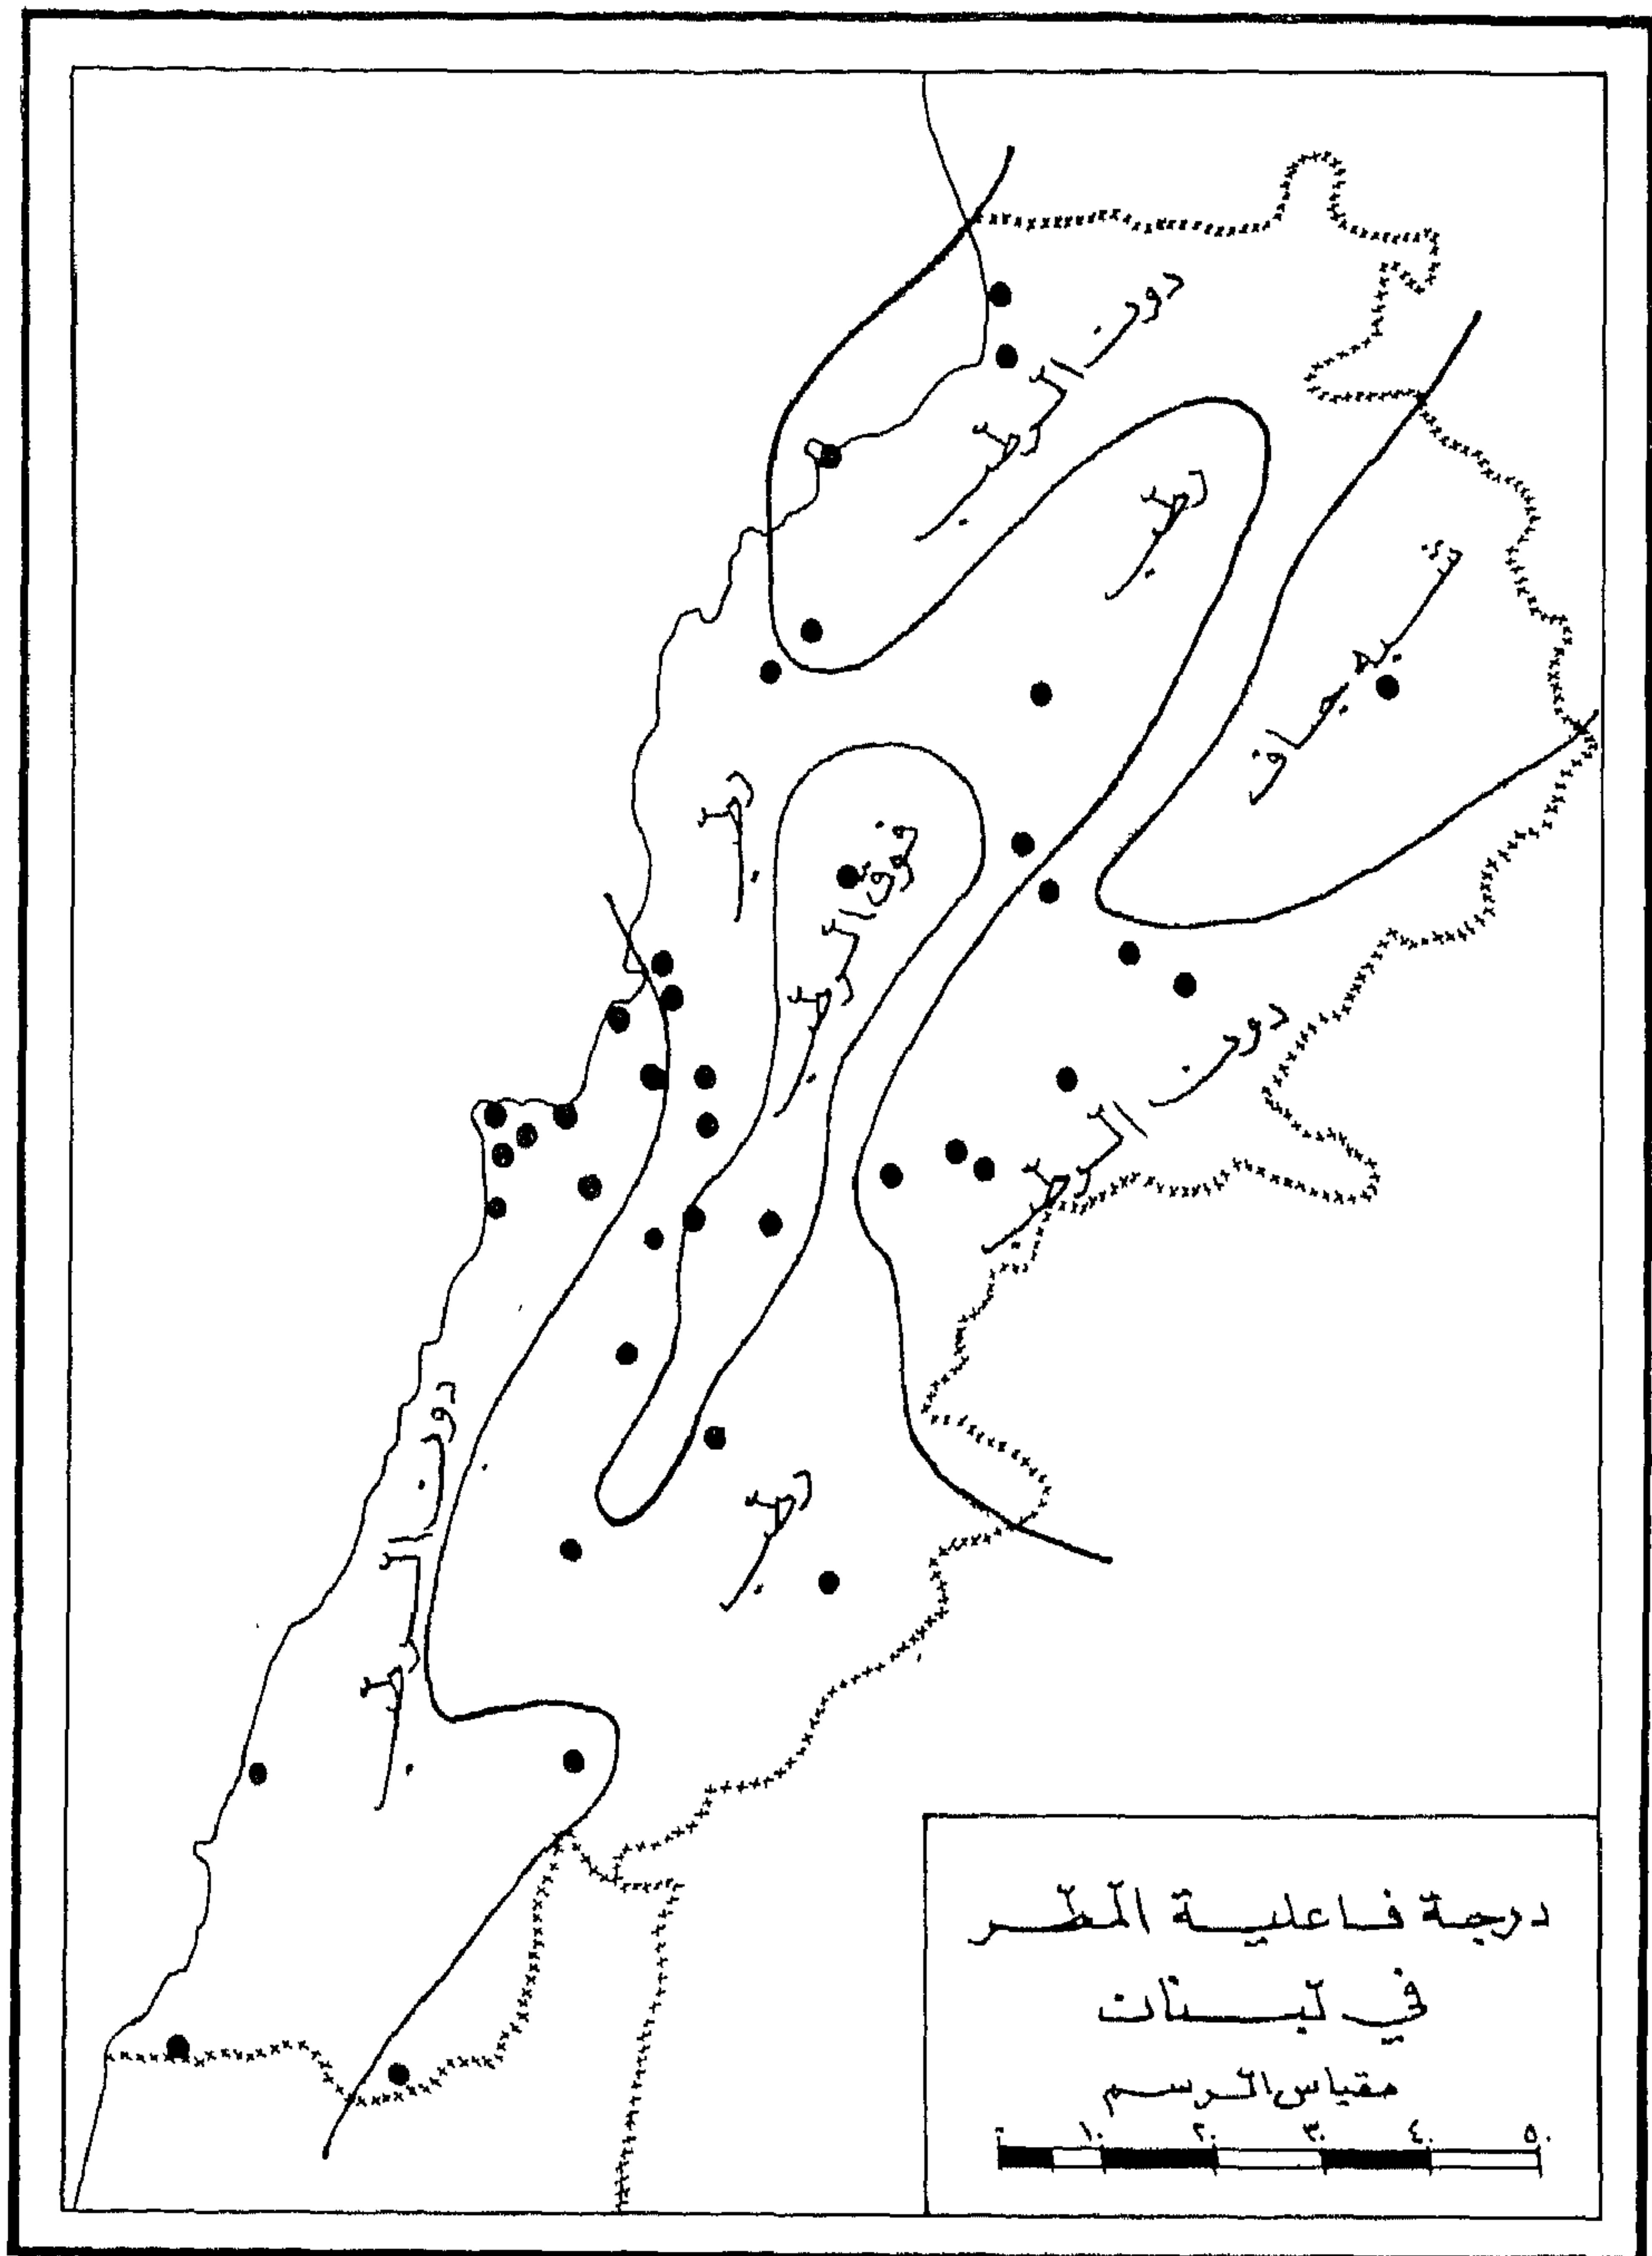 دون الرطب
رطب
شبه جاف
رطب
فوق الرطب
دون الرطب
دون الرطب
رطب
درجة فاعلية المطر
في لبنان
مقياس الرسم
٠ ١٠ ٢٠ ٣٠ ٤٠ ٥٠